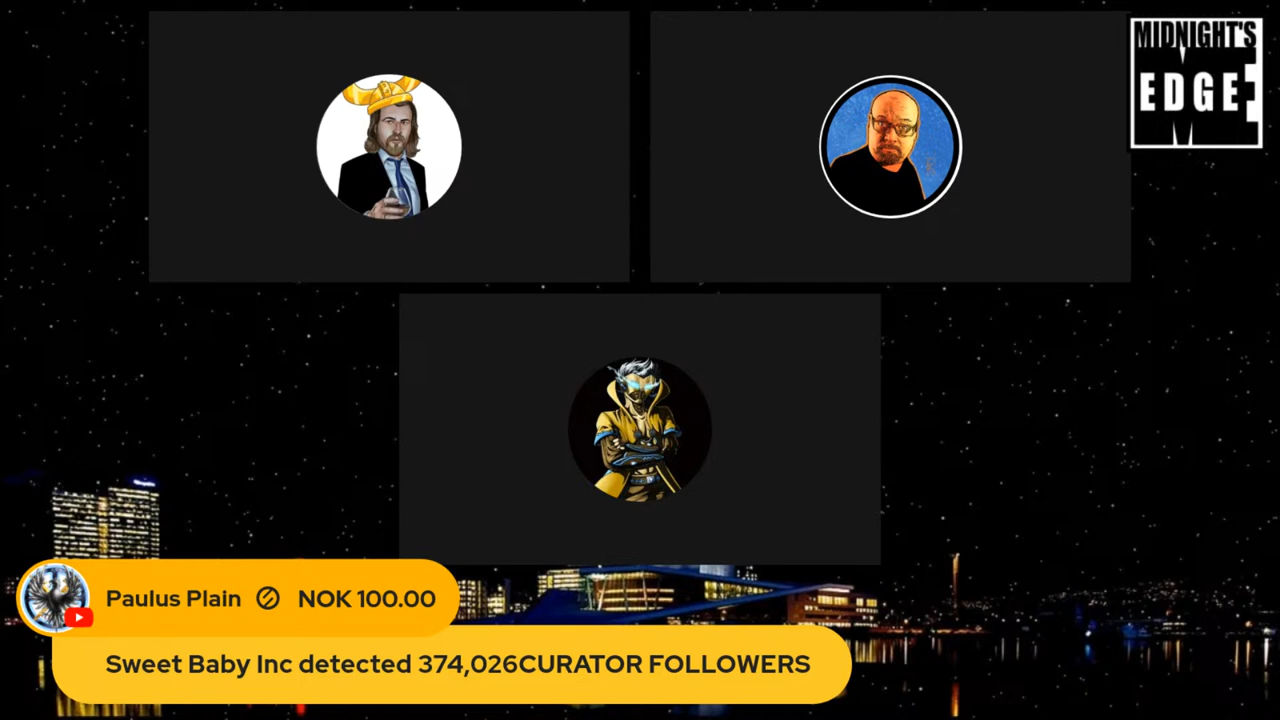 MIDNIGHT'S
EDGE
Paulus Plain NOK 100.00
Sweet Baby Inc detected 374,026CURATOR FOLLOWERS